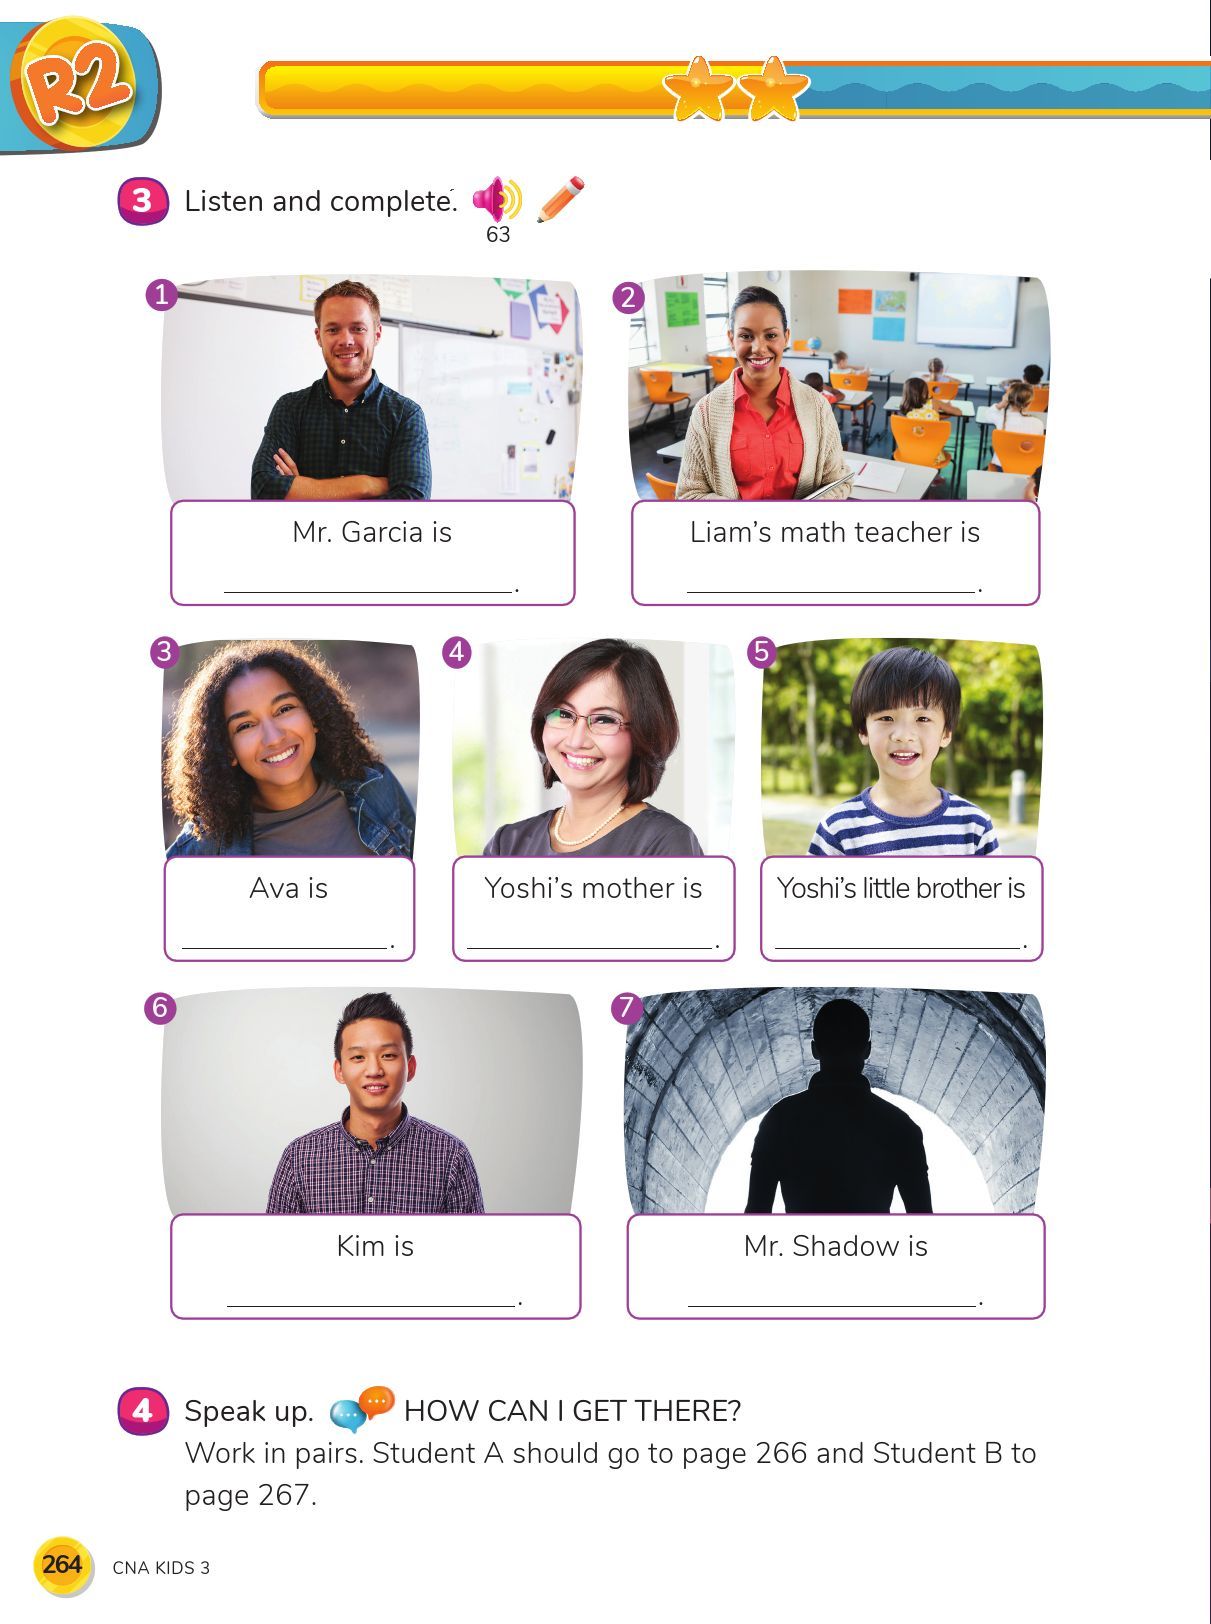 R2
3 Listen and complete.
63
1
2
Mr. Garcia is
____________________.
Liam's math teacher is
____________________.
3
4
5
Ava is
____________________.
Yoshi's mother is
____________________.
Yoshi's little brother is
____________________.
6
7
Kim is
____________________.
Mr. Shadow is
____________________.
4 Speak up. HOW CAN I GET THERE?
Work in pairs. Student A should go to page 266 and Student B to
page 267.
264 CNA KIDS 3